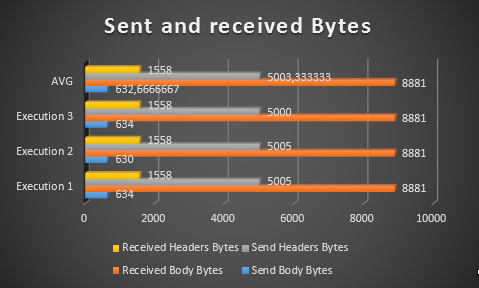 Sent and received Bytes
AVG
1558
5003,333333
8881
632,6666667
Execution 3
1558
5000
8881
634
Execution 2
1558
5005
8881
630
Execution 1
1558
5005
8881
634
0 2000 4000 6000 8000 10000
Received Headers Bytes Send Headers Bytes
Received Body Bytes Send Body Bytes